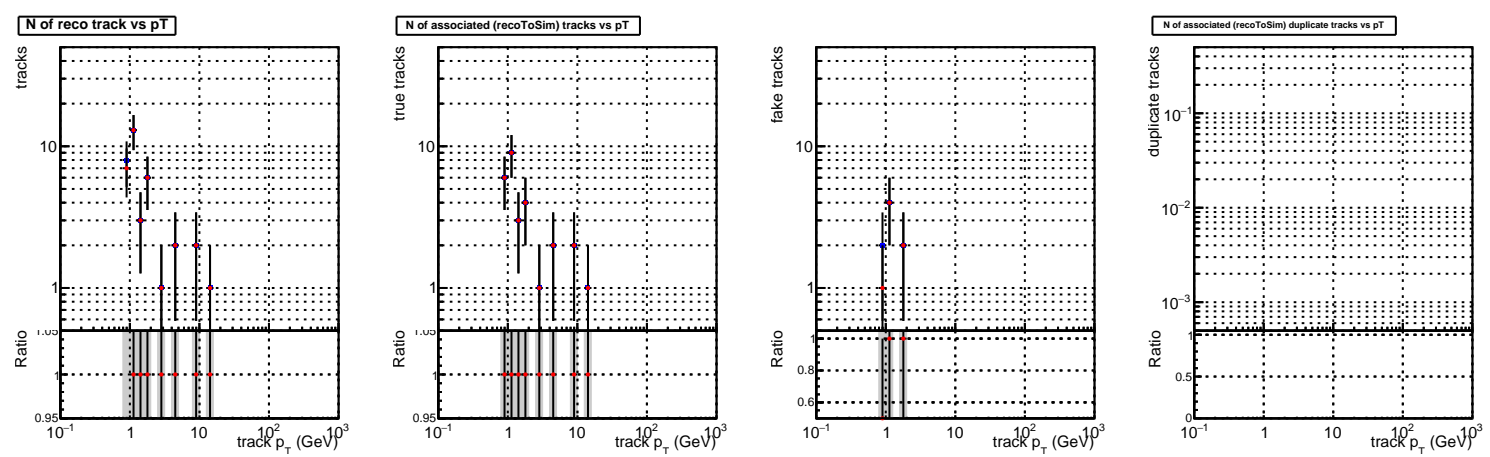 N of reco track vs pT
tracks
10
1
Ratio
1.05
1
0.95
10⁻¹ 1 10 10² 10³
track p_T (GeV)
N of associated (recoToSim) tracks vs pT
true tracks
10
1
Ratio
1.05
1
0.95
10⁻¹ 1 10 10² 10³
track p_T (GeV)
fake tracks
10
1
Ratio
1
0.8
0.6
10⁻¹ 1 10 10² 10³
track p_T (GeV)
N of associated (recoToSim) duplicate tracks vs pT
duplicate tracks
10⁻¹
10⁻²
10⁻³
Ratio
1
0.5
0
10⁻¹ 1 10 10² 10³
track p_T (GeV)